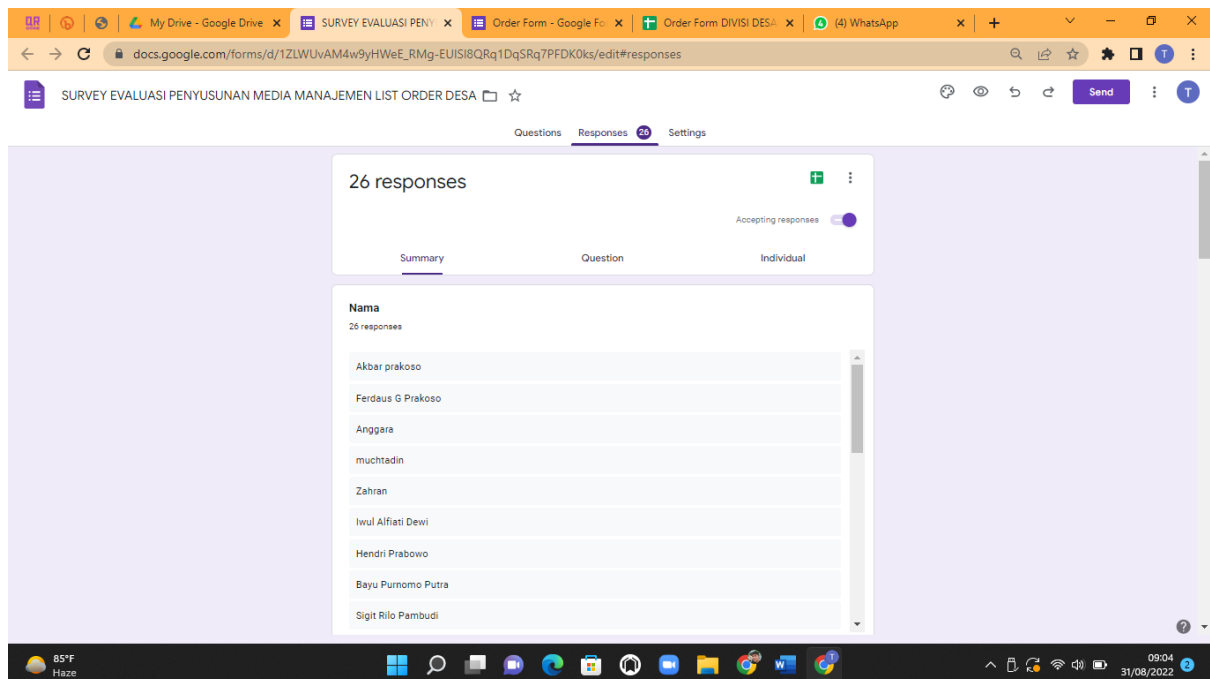 My Drive - Google Drive
SURVEY EVALUASI PENY
Order Form - Google Fo
Order Form DIVISI DESA
(4) WhatsApp
docs.google.com/forms/d/1ZLWUvAM4w9yHWeE_RMg-EUISI8QRq1DqSRq7PFDK0ks/edit#responses
T
SURVEY EVALUASI PENYUSUNAN MEDIA MANAJEMEN LIST ORDER DESA
Send
T
Questions Responses 26 Settings
26 responses
Accepting responses
Summary Question Individual
Nama
26 responses
Akbar prakoso
Ferdaus G Prakoso
Anggara
muchtadin
Zahran
Iwul Alfiati Dewi
Hendri Prabowo
Bayu Purnomo Putra
Sigit Rilo Pambudi
85°F
Haze
09:04
31/08/2022
2